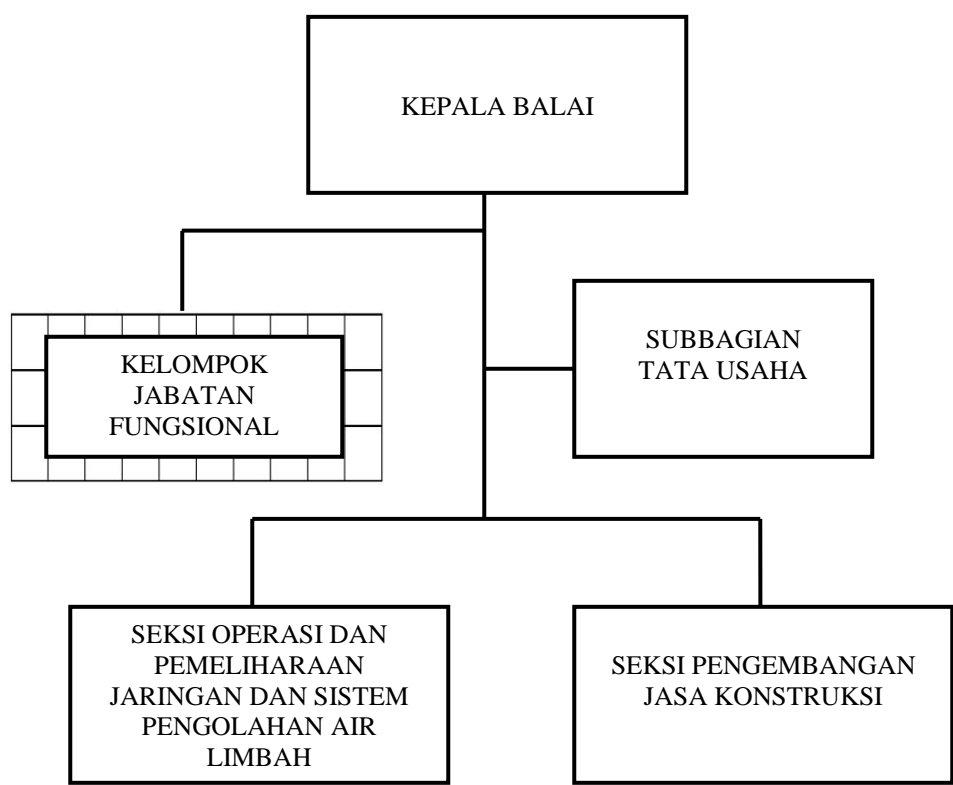 KEPALA BALAI
SUBBAGIAN
TATA USAHA
KELOMPOK
JABATAN
FUNGSIONAL
SEKSI OPERASI DAN
PEMELIHARAAN
JARINGAN DAN SISTEM
PENGOLAHAN AIR
LIMBAH
SEKSI PENGEMBANGAN
JASA KONSTRUKSI